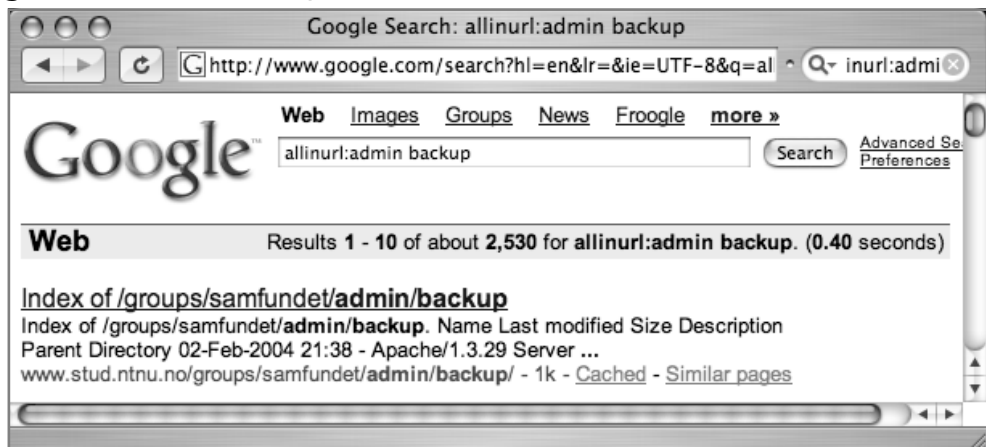 Google Search: allinurl:admin backup
G http://www.google.com/search?hl=en&lr=&ie=UTF-8&q=al
Q- inurl:admi
Google™
Web Images Groups News Froogle more »
allinurl:admin backup
Search
Advanced Se
Preferences
Web
Results 1 - 10 of about 2,530 for allinurl:admin backup. (0.40 seconds)
Index of /groups/samfundet/admin/backup
Index of /groups/samfundet/admin/backup. Name Last modified Size Description
Parent Directory 02-Feb-2004 21:38 - Apache/1.3.29 Server ...
www.stud.ntnu.no/groups/samfundet/admin/backup/ - 1k - Cached - Similar pages